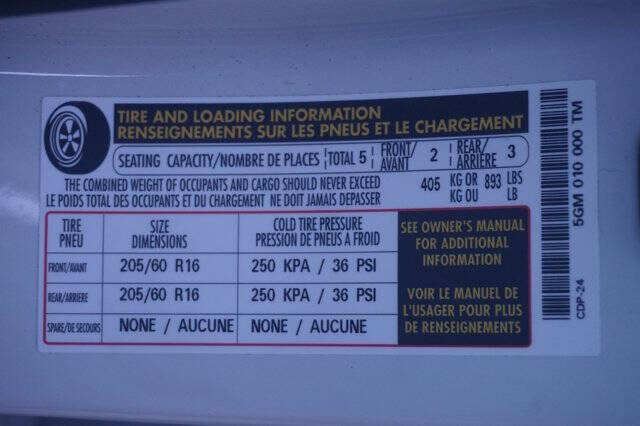 TIRE AND LOADING INFORMATION
RENSEIGNEMENTS SUR LES PNEUS ET LE CHARGEMENT
SEATING CAPACITY/NOMBRE DE PLACES TOTAL 5 FRONT/AVANT 2 REAR/ARRIÈRE 3
THE COMBINED WEIGHT OF OCCUPANTS AND CARGO SHOULD NEVER EXCEED 405 KG OR 893 LBS
LE POIDS TOTAL DES OCCUPANTS ET DU CHARGEMENT NE DOIT JAMAIS DEPASSER KG OU LB
TIRE SIZE COLD TIRE PRESSURE
PNEU DIMENSIONS PRESSION DE PNEUS A FROID
FRONT/AVANT 205/60 R16 250 KPA / 36 PSI
REAR/ARRIERE 205/60 R16 250 KPA / 36 PSI
SPARE/DE SECOURS NONE / AUCUNE NONE / AUCUNE
SEE OWNER'S MANUAL
FOR ADDITIONAL
INFORMATION
VOIR LE MANUEL DE
L'USAGER POUR PLUS
DE RENSEIGNEMENTS
5GM 010 000 TM
CDP-24